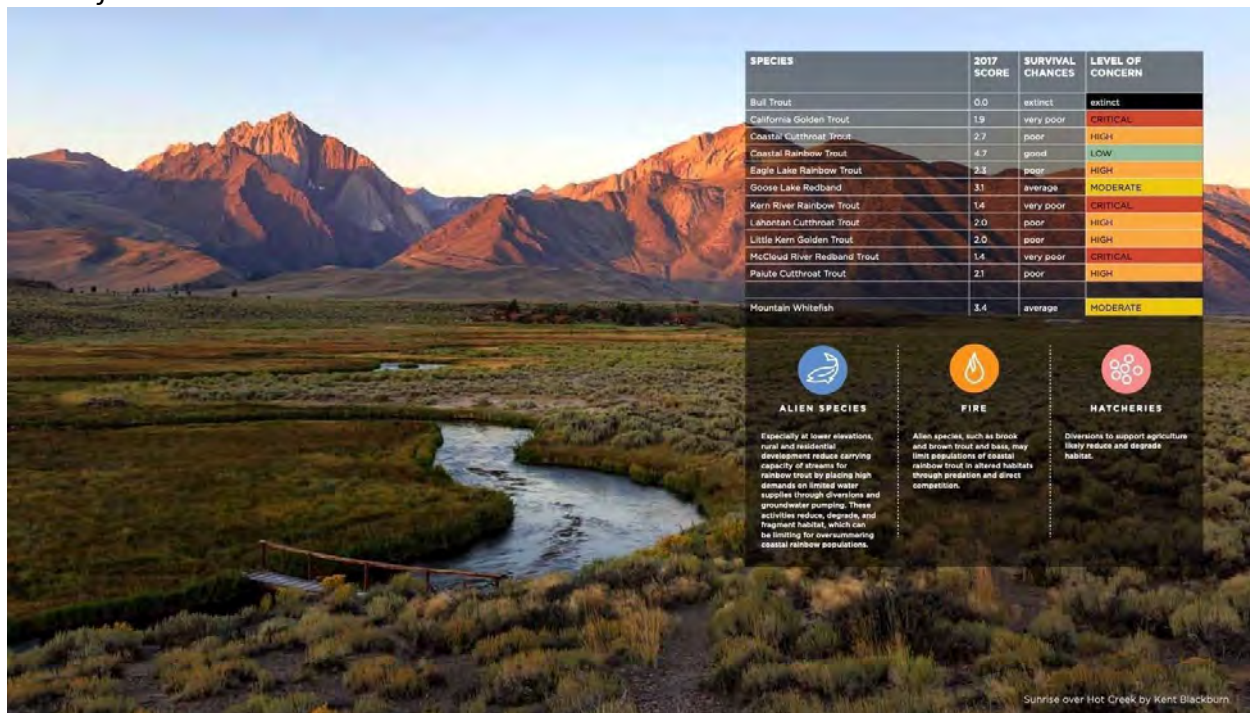 SPECIES 2017 SCORE SURVIVAL CHANCES LEVEL OF CONCERN
Bull Trout 0.0 extinct extinct
California Golden Trout 1.9 very poor CRITICAL
Coastal Cutthroat Trout 2.7 poor HIGH
Coastal Rainbow Trout 4.7 good LOW
Eagle Lake Rainbow Trout 2.3 poor HIGH
Goose Lake Redband 3.1 average MODERATE
Kern River Rainbow Trout 1.4 very poor CRITICAL
Lahontan Cutthroat Trout 2.0 poor HIGH
Little Kern Golden Trout 2.0 poor HIGH
McCloud River Redband Trout 1.4 very poor CRITICAL
Paiute Cutthroat Trout 2.1 poor HIGH
Mountain Whitefish 3.4 average MODERATE
ALIEN SPECIES
Especially at lower elevations,
rural and residential
development reduce carrying
capacity of streams for
rainbow trout by placing high
demands on limited water
supplies through diversions and
groundwater pumping. These
activities reduce, degrade, and
fragment habitat, which can
be limiting for oversummering
coastal rainbow populations.
FIRE
Alien species, such as brook
and brown trout and bass, may
limit populations of coastal
rainbow trout in altered habitats
through predation and direct
competition.
HATCHERIES
Diversions to support agriculture
likely reduce and degrade
habitat.
Sunrise over Hot Creek by Kent Blackburn